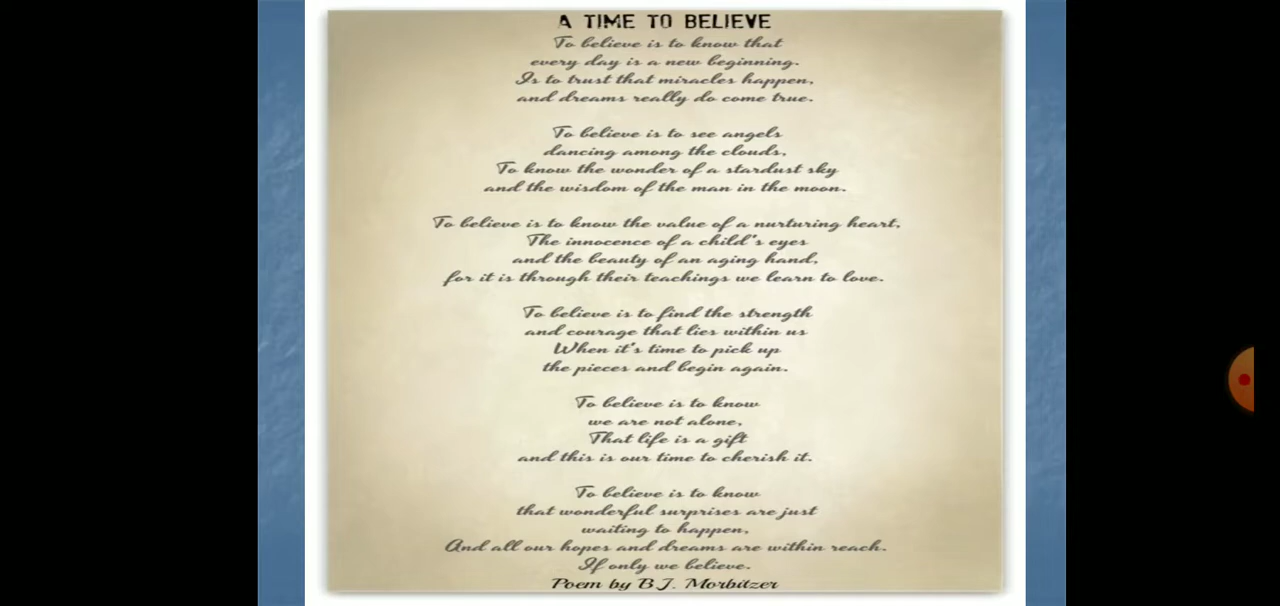 A TIME TO BELIEVE
To believe is to know that
every day is a new beginning.
Is to trust that miracles happen,
and dreams really do come true.
To believe is to see angels
dancing among the clouds,
To know the wonder of a stardust sky
and the wisdom of the man in the moon.
To believe is to know the value of a nurturing heart,
The innocence of a child's eyes
and the beauty of an aging hand,
for it is through their teachings we learn to love.
To believe is to find the strength
and courage that lies within us
When it's time to pick up
the pieces and begin again.
To believe is to know
we are not alone,
That life is a gift
and this is our time to cherish it.
To believe is to know
that wonderful surprises are just
waiting to happen,
And all our hopes and dreams are within reach.
If only we believe.
Poem by B.J. Morbitzer